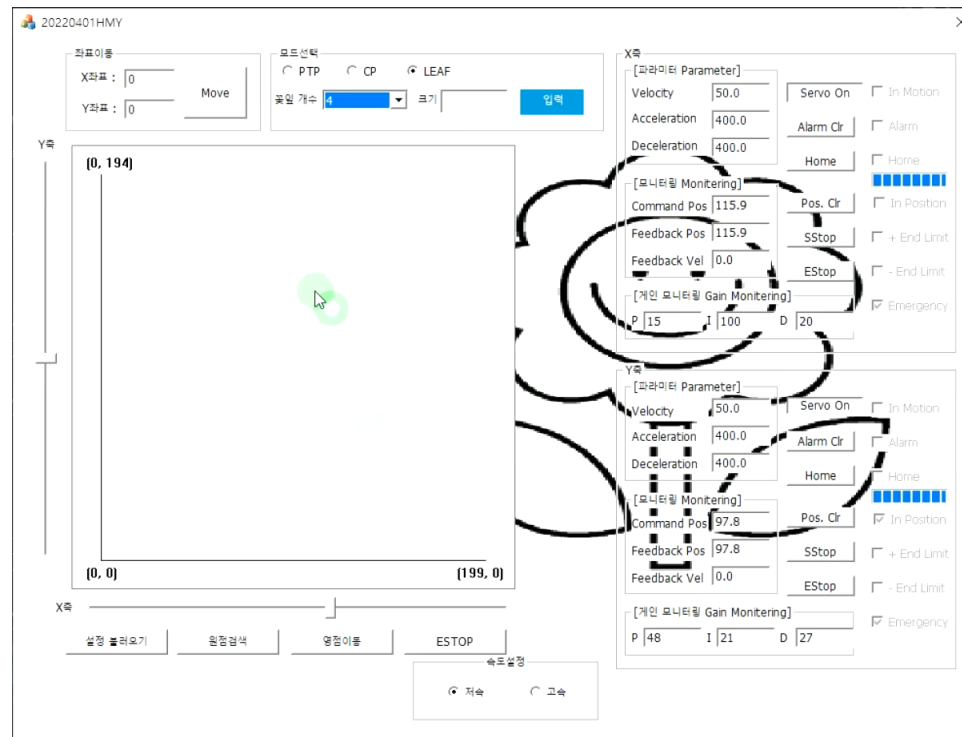 20220401HMY
좌표이동
X좌표 : 0
Y좌표 : 0
Move
모드선택
PTP CP LEAF
꽃잎 개수 4 크기
입력
Y축
(0, 194)
(0, 0) (199, 0)
X축
설정 불러오기 원점검색 영점이동 ESTOP
속도설정
저속 고속
X축
[파라미터 Parameter]
Velocity 50.0 Servo On In Motion
Acceleration 400.0 Alarm Clr Alarm
Deceleration 400.0 Home Home
[모니터링 Monitering]
Command Pos 115.9 Pos. Clr In Position
Feedback Pos 115.9 SStop + End Limit
Feedback Vel 0.0 EStop - End Limit
[게인 모니터링 Gain Monitering] Emergency
P 15 I 100 D 20
Y축
[파라미터 Parameter]
Velocity 50.0 Servo On In Motion
Acceleration 400.0 Alarm Clr Alarm
Deceleration 400.0 Home Home
[모니터링 Monitering]
Command Pos 97.8 Pos. Clr In Position
Feedback Pos 97.8 SStop + End Limit
Feedback Vel 0.0 EStop - End Limit
[게인 모니터링 Gain Monitering] Emergency
P 48 I 21 D 27